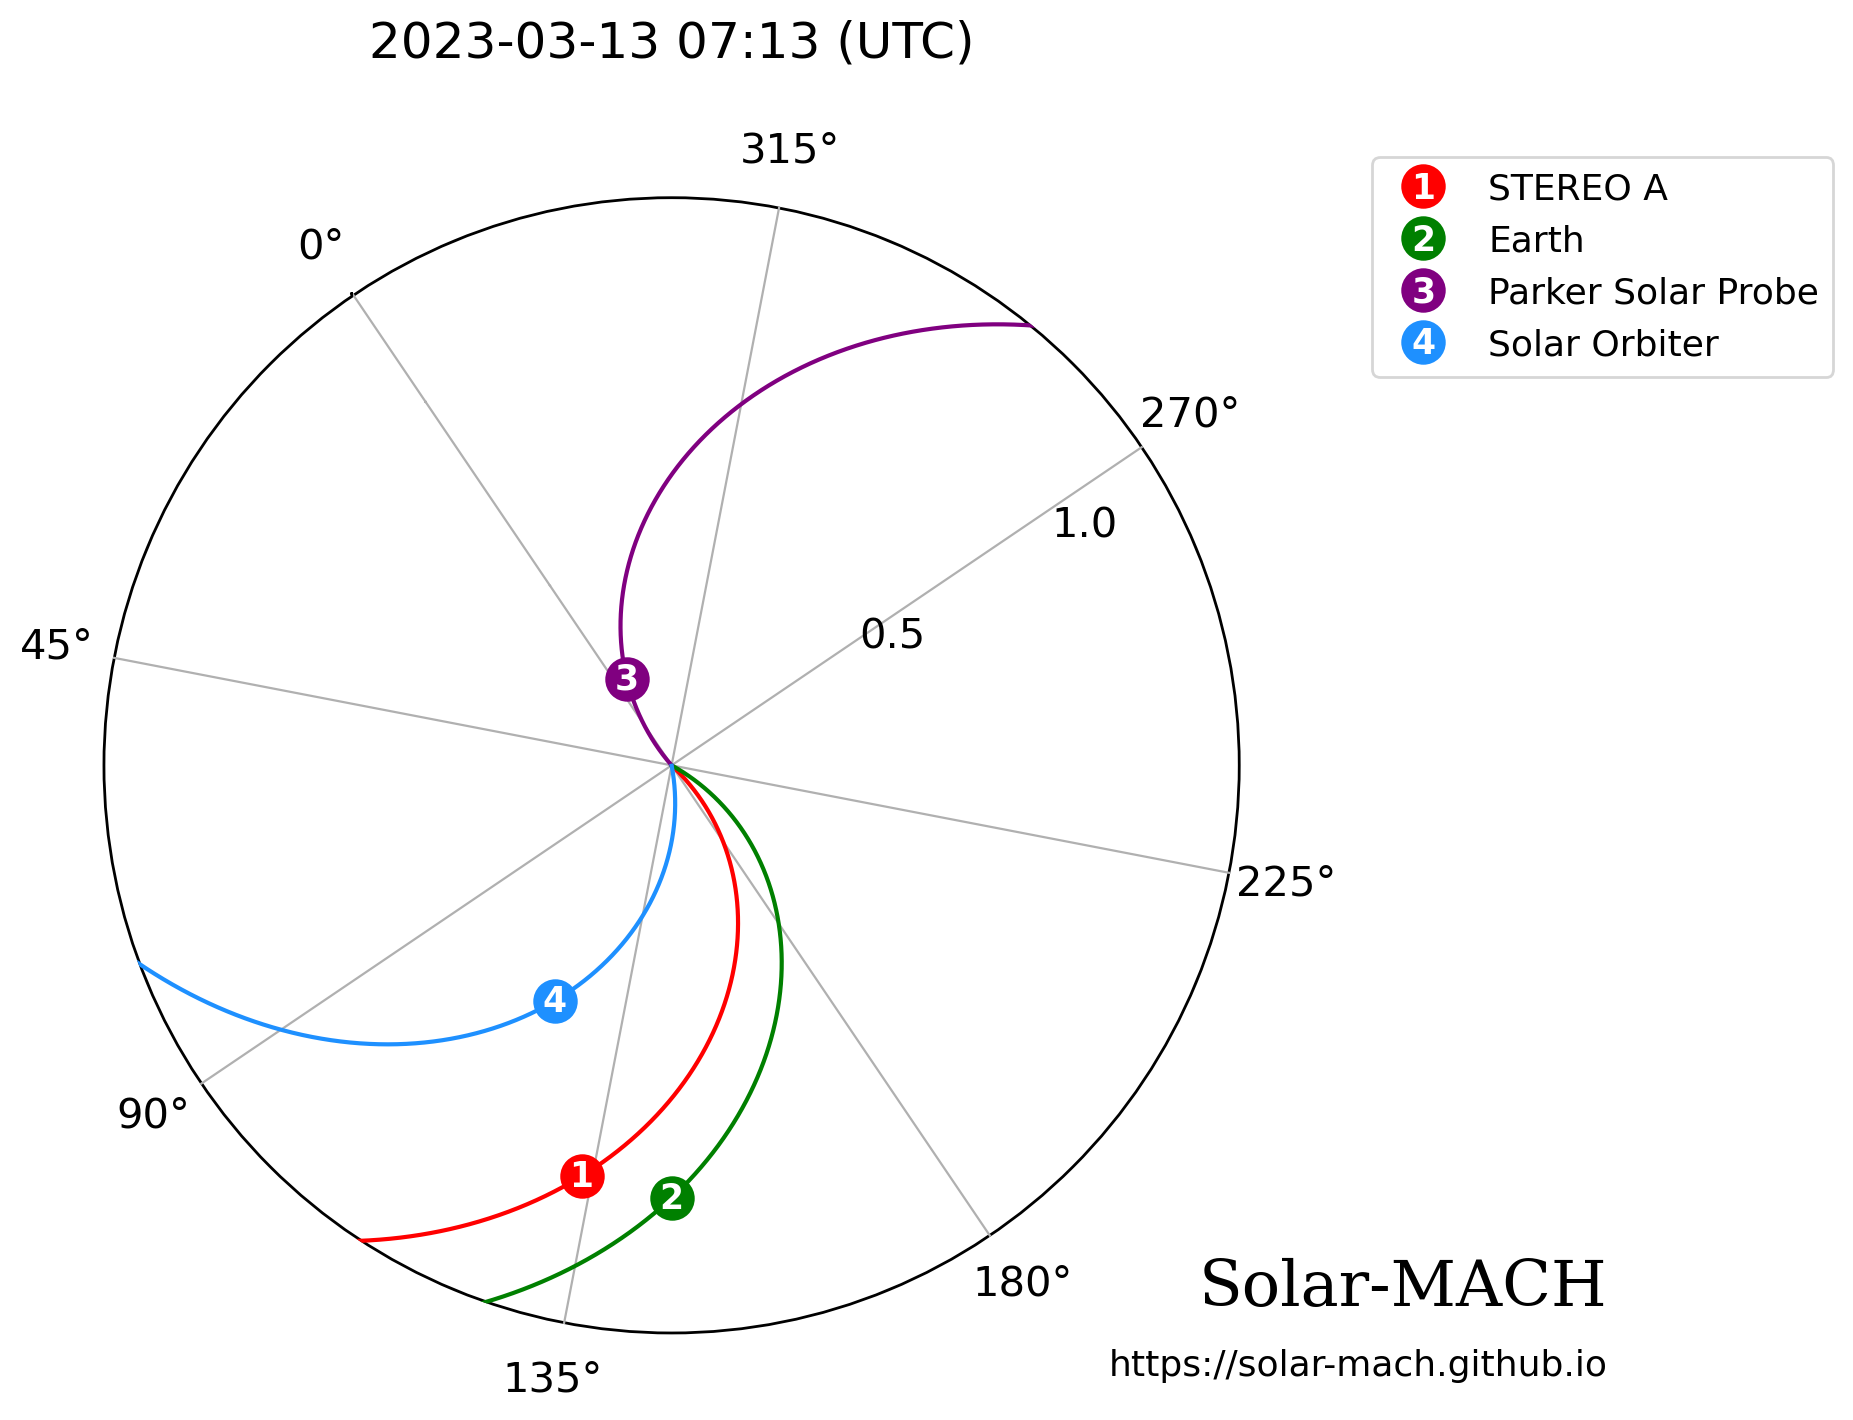 2023-03-13 07:13 (UTC)
315°
0°
270°
45°
1.0
0.5
225°
90°
180°
135°
1 STEREO A
2 Earth
3 Parker Solar Probe
4 Solar Orbiter
3
4
1
2
Solar-MACH
https://solar-mach.github.io